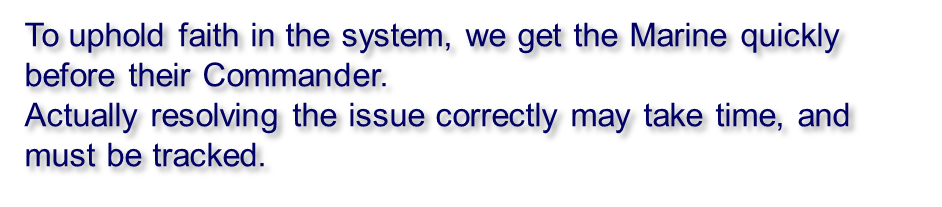 To uphold faith in the system, we get the Marine quickly
before their Commander.
Actually resolving the issue correctly may take time, and
must be tracked.